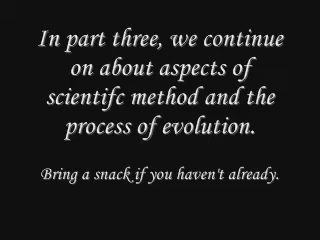 In part three, we continue
on about aspects of
scientifc method and the
process of evolution.
Bring a snack if you haven't already.